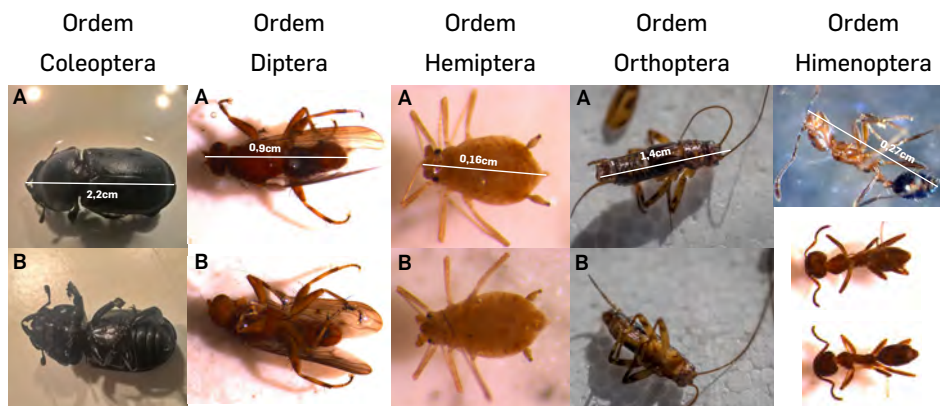 Ordem
Coleoptera
Ordem
Diptera
Ordem
Hemiptera
Ordem
Orthoptera
Ordem
Himenoptera
A
2,2cm
A
0,9cm
A
0,16cm
A
1,4cm
0,27cm
B
B
B
B